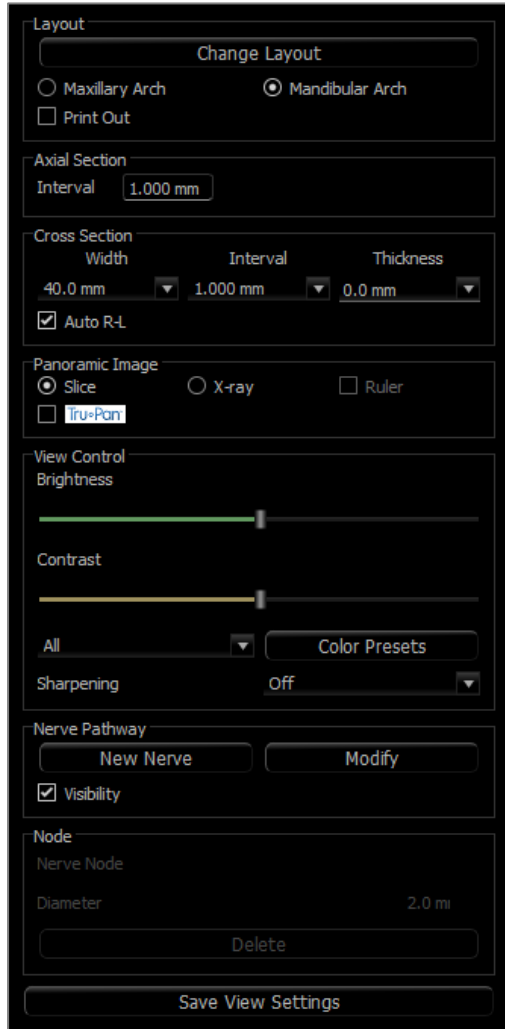 Layout
Change Layout
Maxillary Arch Mandibular Arch
Print Out
Axial Section
Interval 1.000 mm
Cross Section
Width Interval Thickness
40.0 mm 1.000 mm 0.0 mm
Auto R-L
Panoramic Image
Slice X-ray Ruler
Tru•Pan™
View Control
Brightness
Contrast
All Color Presets
Sharpening Off
Nerve Pathway
New Nerve Modify
Visibility
Node
Nerve Node
Diameter 2.0 m
Delete
Save View Settings